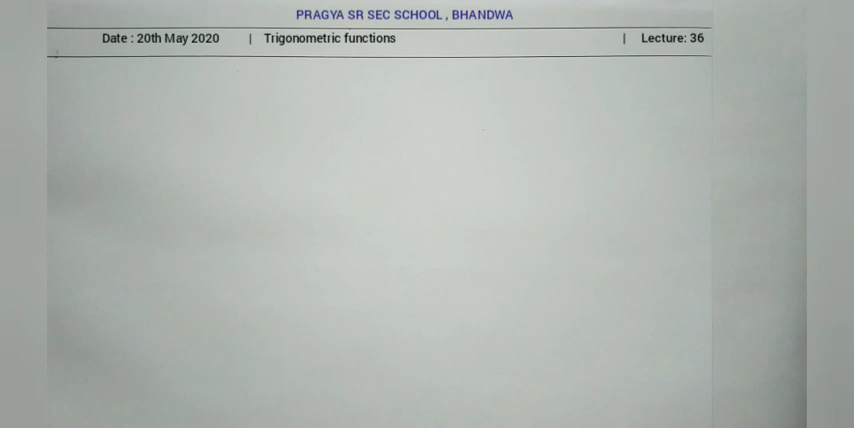 PRAGYA SR SEC SCHOOL , BHANDWA
Date : 20th May 2020 | Trigonometric functions | Lecture: 36